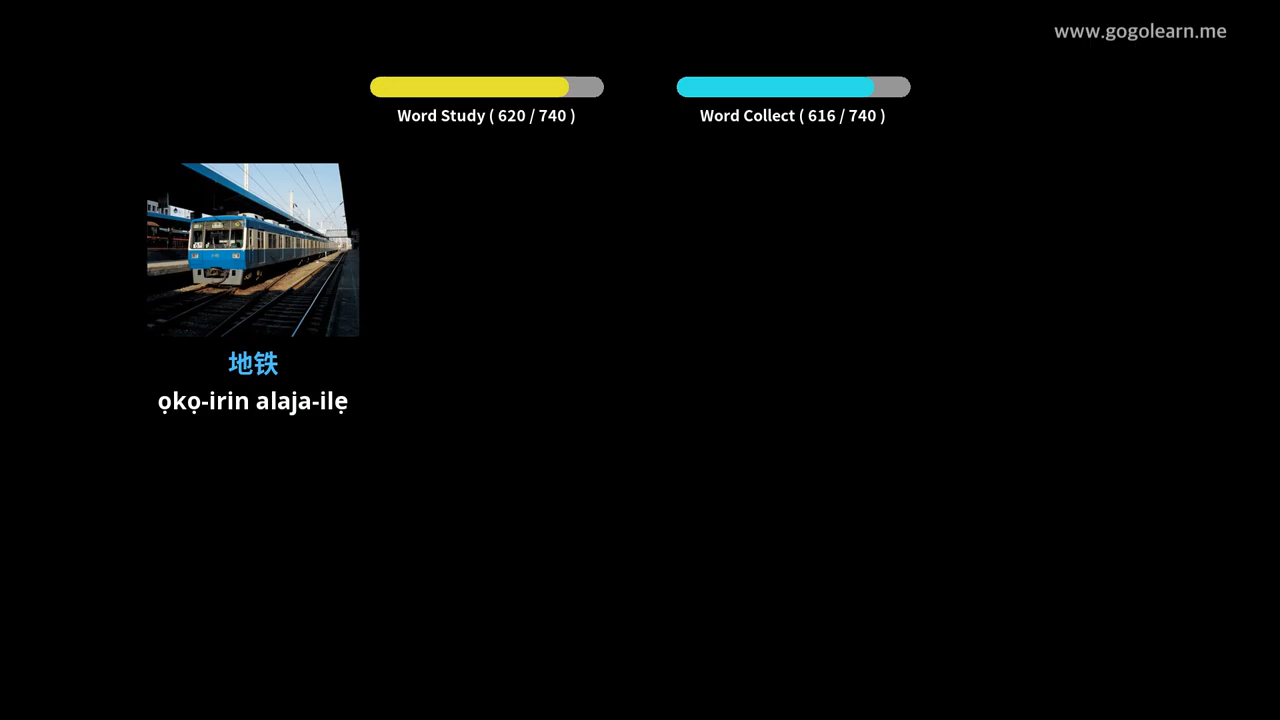 www.gogolearn.me
Word Study ( 620 / 740 )
Word Collect ( 616 / 740 )
地铁
ọkọ-irin alaja-ilẹ